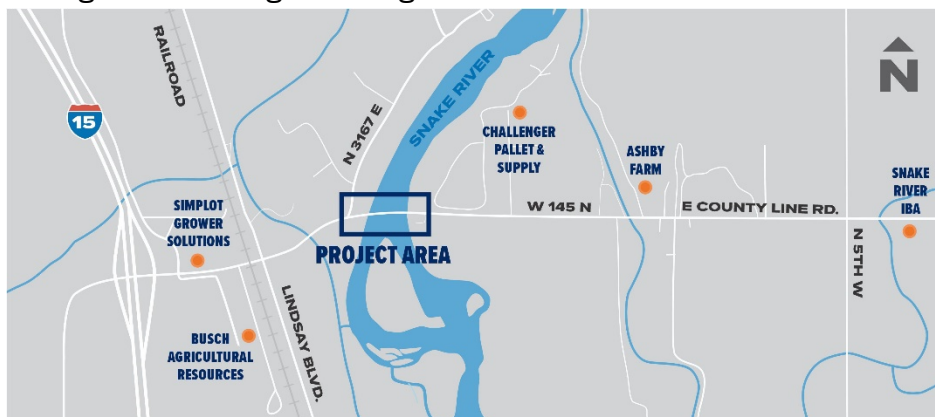 RAILROAD
15
N 3167 E
SNAKE RIVER
CHALLENGER
PALLET &
SUPPLY
ASHBY
FARM
N
SNAKE
RIVER
IBA
SIMPLOT
GROWER
SOLUTIONS
W 145 N
E COUNTY LINE RD.
PROJECT AREA
N 5TH W
LINDSAY BLVD.
BUSCH
AGRICULTURAL
RESOURCES